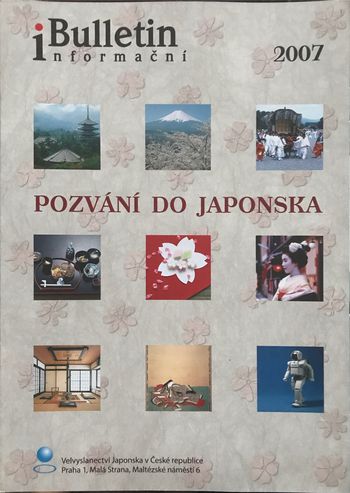 iBulletin
informační
2007
POZVÁNÍ DO JAPONSKA
Velvyslanectví Japonska v České republice
Praha 1, Malá Strana, Maltézské náměstí 6